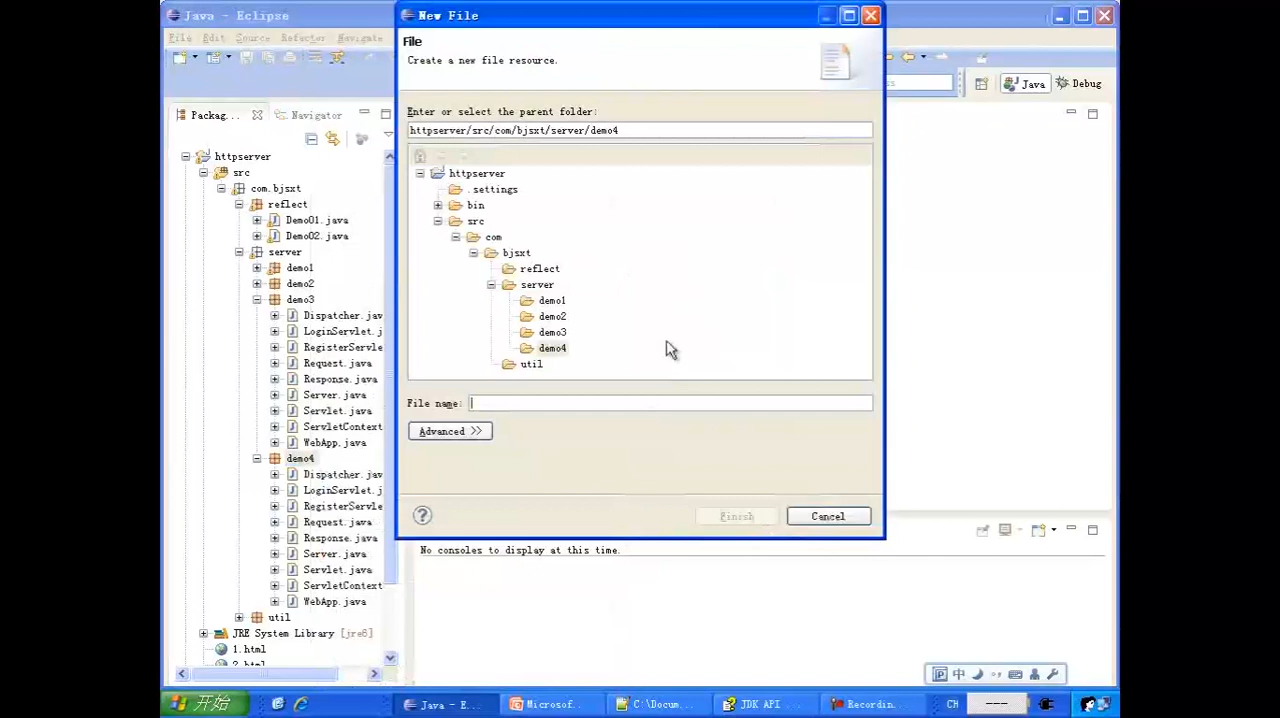 Java - Eclipse
File Edit Source Refactor Navigate
Java
Debug
Packag...
Navigator
httpserver
src
com.bjsxt
reflect
Demo01.java
Demo02.java
server
demo1
demo2
demo3
Dispatcher.jav
LoginServlet.j
RegisterServle
Request.java
Response.java
Server.java
Servlet.java
ServletContext
WebApp.java
demo4
Dispatcher.jav
LoginServlet.j
RegisterServle
Request.java
Response.java
Server.java
Servlet.java
ServletContext
WebApp.java
util
JRE System Library [jre6]
1.html
2.html
New File
File
Create a new file resource.
Enter or select the parent folder:
httpserver/src/com/bjsxt/server/demo4
httpserver
.settings
bin
src
com
bjsxt
reflect
server
demo1
demo2
demo3
demo4
util
File name:
Advanced >>
Finish
Cancel
No consoles to display at this time.
中
开始
Java - E...
Microsof...
C:\Docum...
JDK API ...
Recordin...
CH